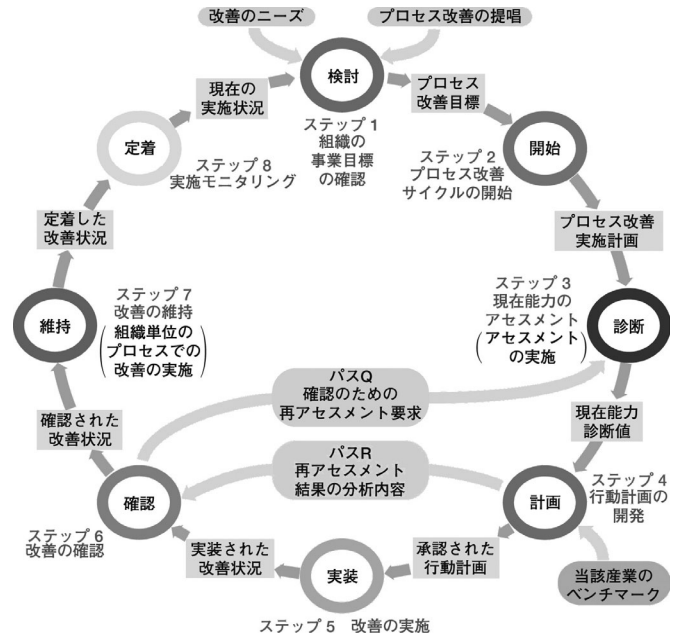 改善のニーズ
プロセス改善の提唱
検討
ステップ 1
組織の
事業目標
の確認
プロセス
改善目標
開始
ステップ 2
プロセス改善
サイクルの開始
プロセス改善
実施計画
診断
ステップ 3
現在能力の
アセスメント
(アセスメント
の実施)
現在能力
診断値
計画
ステップ 4
行動計画の
開発
当該産業の
ベンチマーク
承認された
行動計画
実装
ステップ 5 改善の実施
実装された
改善状況
確認
ステップ 6
改善の確認
パスQ
確認のための
再アセスメント要求
パスR
再アセスメント
結果の分析内容
確認された
改善状況
維持
ステップ 7
改善の維持
(組織単位の
プロセスでの
改善の実施)
定着した
改善状況
定着
ステップ 8
実施モニタリング
現在の
実施状況